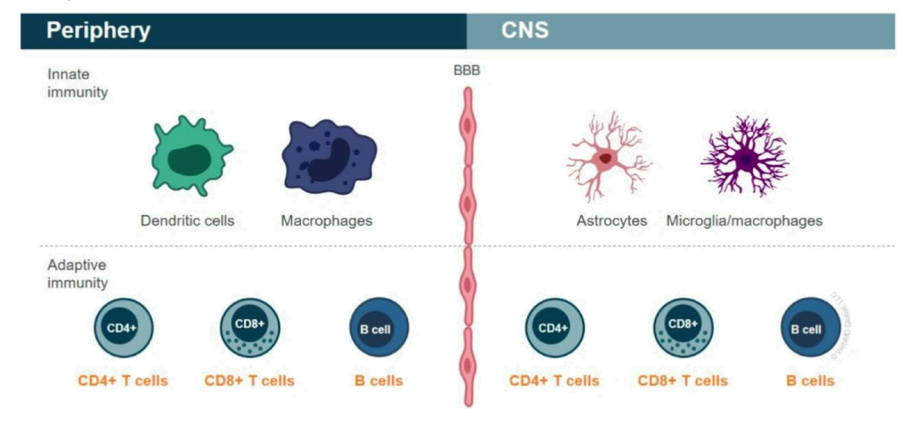 Periphery
CNS
Innate
immunity
BBB
Dendritic cells
Macrophages
Astrocytes
Microglia/macrophages
Adaptive
immunity
CD4+
CD8+
B cell
CD4+
CD8+
B cell
CD4+ T cells
CD8+ T cells
B cells
CD4+ T cells
CD8+ T cells
B cells